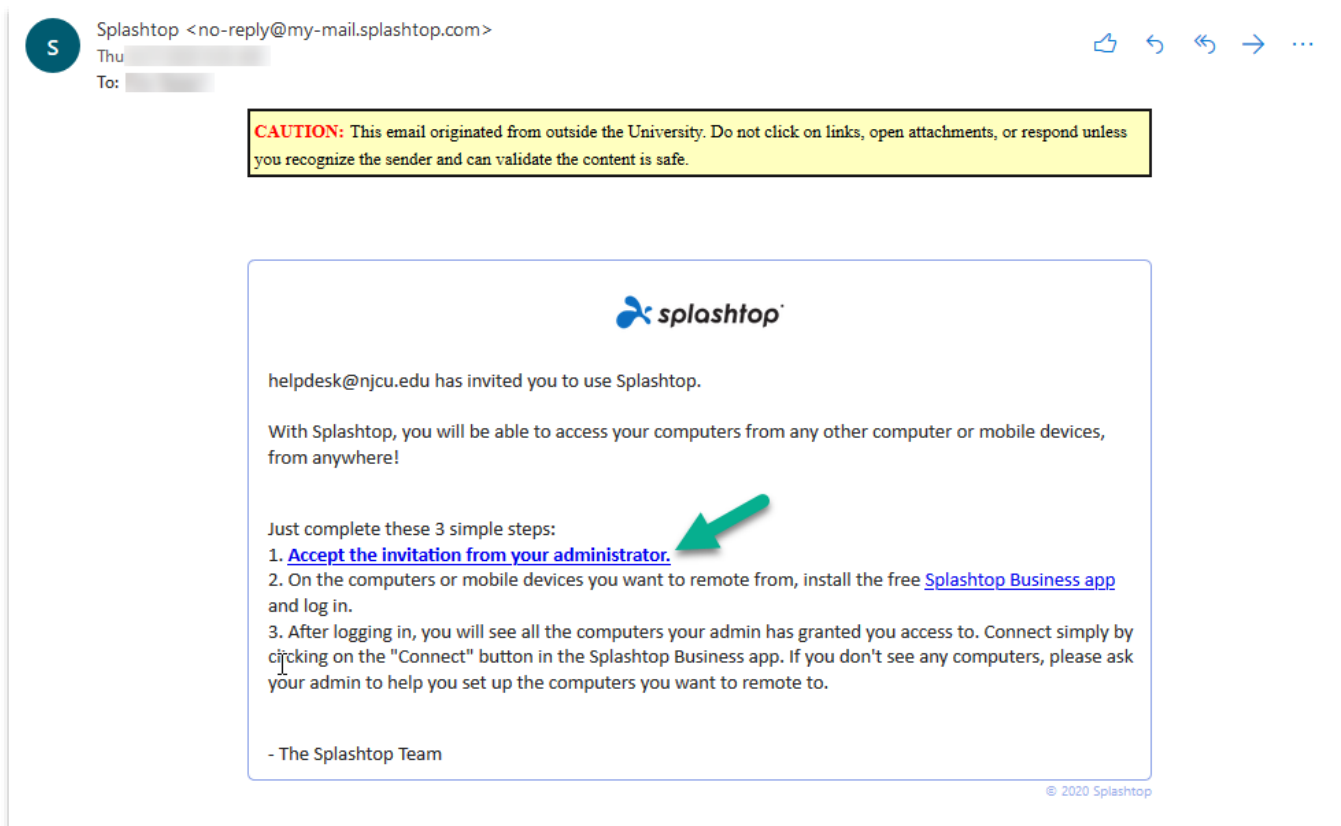 S
Splashtop <no-reply@my-mail.splashtop.com>
Thu
To:
CAUTION: This email originated from outside the University. Do not click on links, open attachments, or respond unless
you recognize the sender and can validate the content is safe.
splashtop
helpdesk@njcu.edu has invited you to use Splashtop.
With Splashtop, you will be able to access your computers from any other computer or mobile devices,
from anywhere!
Just complete these 3 simple steps:
1. Accept the invitation from your administrator.
2. On the computers or mobile devices you want to remote from, install the free Splashtop Business app
and log in.
3. After logging in, you will see all the computers your admin has granted you access to. Connect simply by
clicking on the "Connect" button in the Splashtop Business app. If you don't see any computers, please ask
your admin to help you set up the computers you want to remote to.
- The Splashtop Team
© 2020 Splashtop